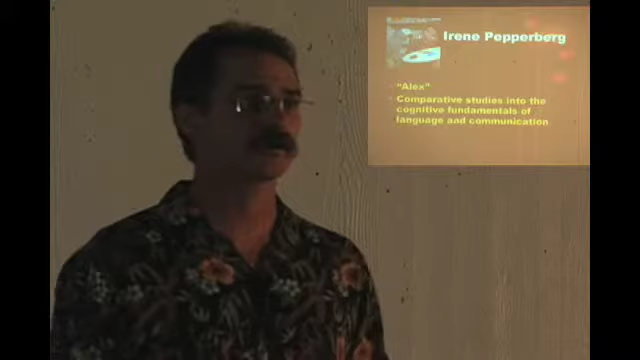 Irene Pepperberg
"Alex"
Comparative studies into the
cognitive fundamentals of
language and communication